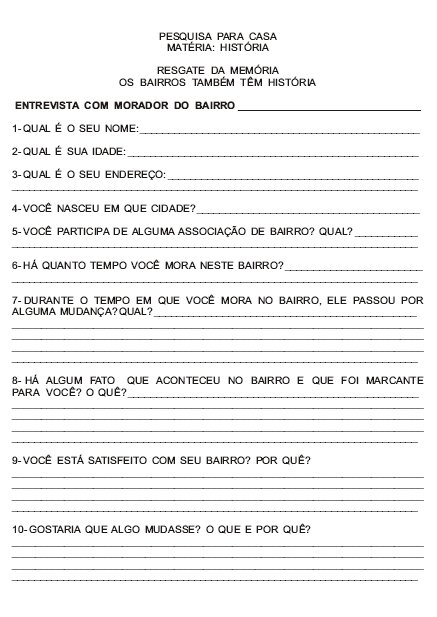 PESQUISA PARA CASA
MATÉRIA: HISTÓRIA
RESGATE DA MEMÓRIA
OS BAIRROS TAMBÉM TÊM HISTÓRIA
ENTREVISTA COM MORADOR DO BAIRRO
1-QUAL É O SEU NOME:
2-QUAL É SUA IDADE:
3-QUAL É O SEU ENDEREÇO:
4-VOCÊ NASCEU EM QUE CIDADE?
5-VOCÊ PARTICIPA DE ALGUMA ASSOCIAÇÃO DE BAIRRO? QUAL?
6-HÁ QUANTO TEMPO VOCÊ MORA NESTE BAIRRO?
7-DURANTE O TEMPO EM QUE VOCÊ MORA NO BAIRRO, ELE PASSOU POR
ALGUMA MUDANÇA?QUAL?
8-HÁ ALGUM FATO QUE ACONTECEU NO BAIRRO E QUE FOI MARCANTE
PARA VOCÊ? O QUÊ?
9-VOCÊ ESTÁ SATISFEITO COM SEU BAIRRO? POR QUÊ?
10-GOSTARIA QUE ALGO MUDASSE? O QUE E POR QUÊ?